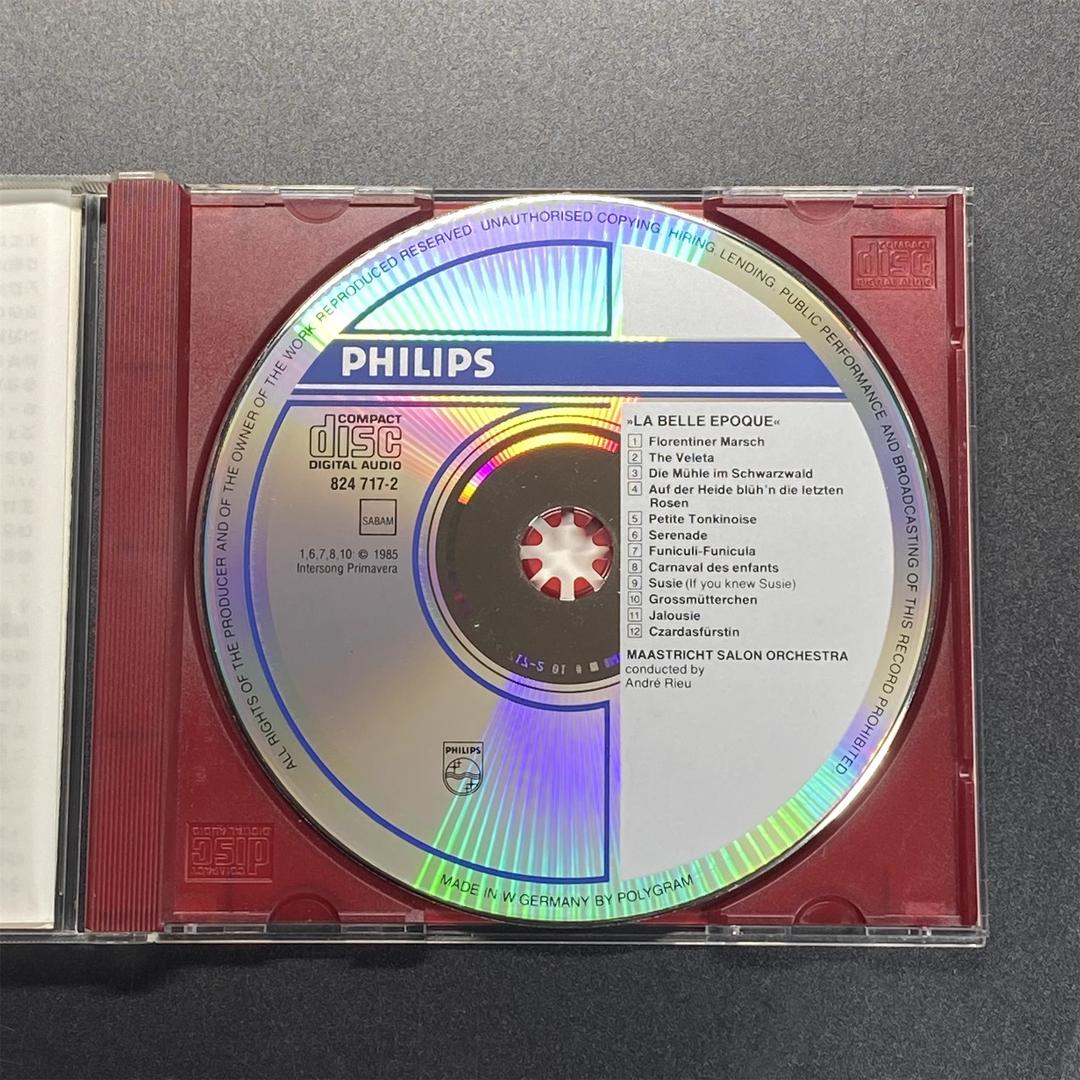 ALL RIGHTS OF THE PRODUCER AND OF THE OWNER OF THE WORK REPRODUCED RESERVED UNAUTHORISED COPYING, HIRING, LENDING, PUBLIC PERFORMANCE AND BROADCASTING OF THIS RECORD PROHIBITED
COMPACT
disc
DIGITAL AUDIO
PHILIPS
COMPACT
disc
DIGITAL AUDIO
824 717-2
SABAM
1,6,7,8,10: © 1985
Intersong Primavera
»LA BELLE EPOQUE«
1 Florentiner Marsch
2 The Veleta
3 Die Mühle im Schwarzwald
4 Auf der Heide blüh'n die letzten
Rosen
5 Petite Tonkinoise
6 Serenade
7 Funiculi-Funicula
8 Carnaval des enfants
9 Susie (If you knew Susie)
10 Grossmütterchen
11 Jalousie
12 Czardasfürstin
MAASTRICHT SALON ORCHESTRA
conducted by
André Rieu
PHILIPS
COMPACT
disc
DIGITAL AUDIO
MADE IN W GERMANY BY POLYGRAM